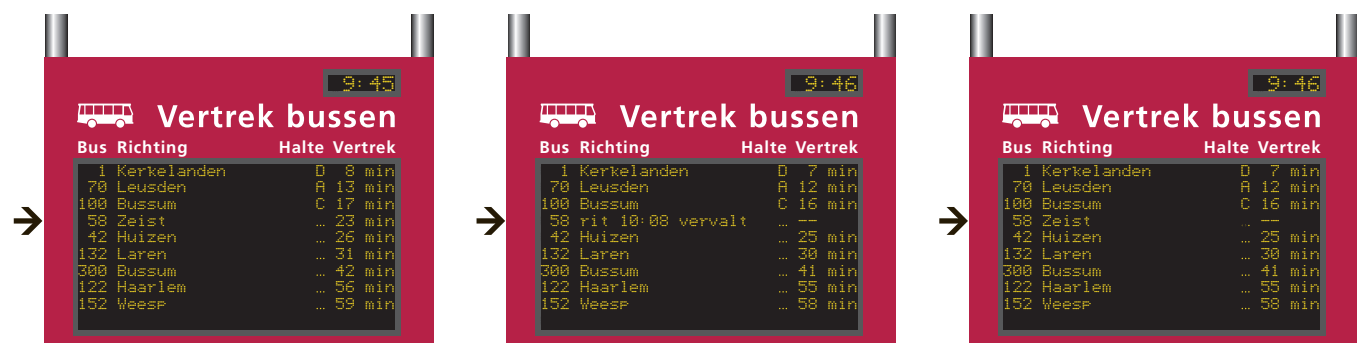 9:45
Vertrek bussen
Bus Richting Halte Vertrek
1 Kerkelanden D 8 min
70 Leusden A 13 min
100 Bussum C 17 min
58 Zeist … 23 min
42 Huizen … 26 min
132 Laren … 31 min
300 Bussum … 42 min
122 Haarlem … 56 min
152 Weesp … 59 min
9:46
Vertrek bussen
Bus Richting Halte Vertrek
1 Kerkelanden D 7 min
70 Leusden A 12 min
100 Bussum C 16 min
58 rit 10:08 vervalt … --
42 Huizen … 25 min
132 Laren … 30 min
300 Bussum … 41 min
122 Haarlem … 55 min
152 Weesp … 58 min
9:46
Vertrek bussen
Bus Richting Halte Vertrek
1 Kerkelanden D 7 min
70 Leusden A 12 min
100 Bussum C 16 min
58 Zeist … --
42 Huizen … 25 min
132 Laren … 30 min
300 Bussum … 41 min
122 Haarlem … 55 min
152 Weesp … 58 min